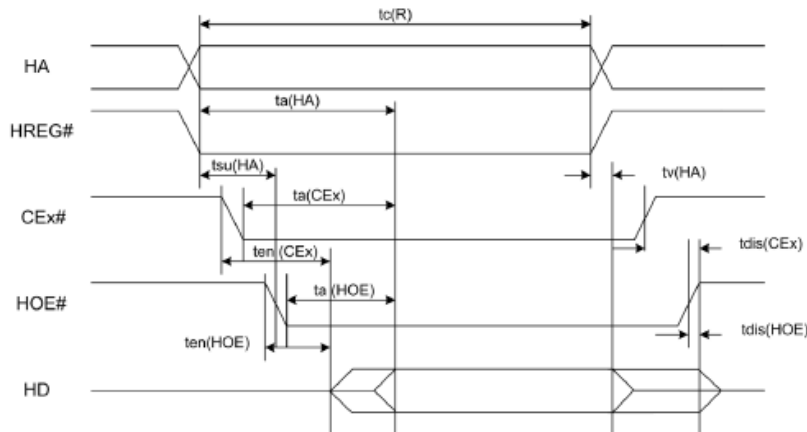 tc(R)
HA
ta(HA)
HREG#
tsu(HA)
tv(HA)
ta(CEx)
CEx#
ten(CEx)
tdis(CEx)
ta (HOE)
HOE#
ten(HOE)
tdis(HOE)
HD